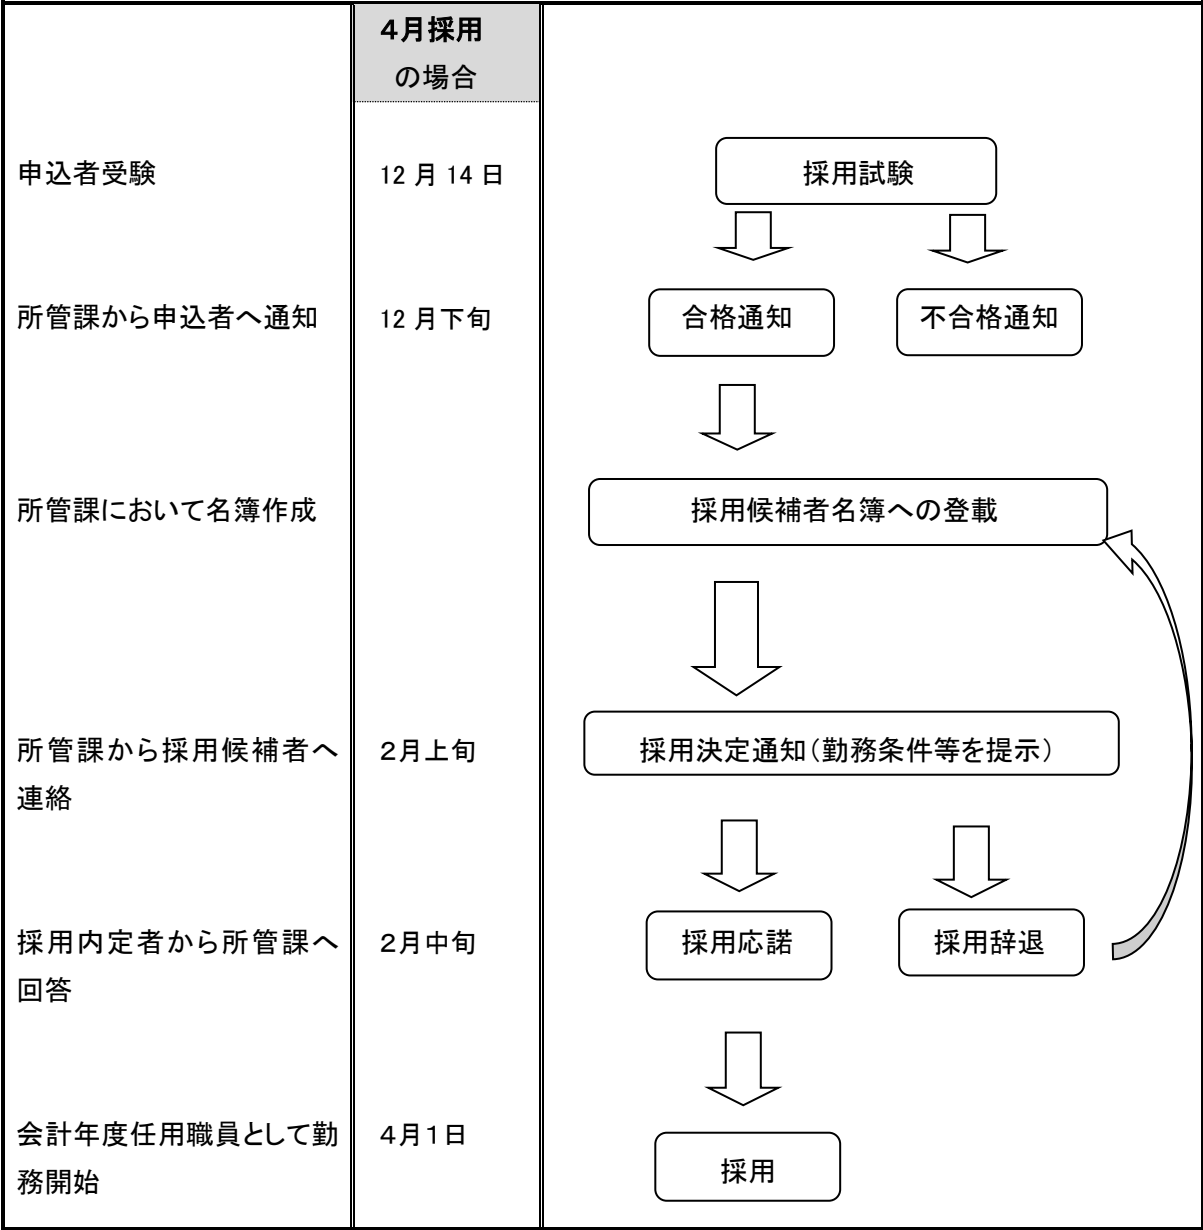 ４月採用
の場合
申込者受験
12 月 14 日
採用試験
所管課から申込者へ通知
12 月下旬
合格通知
不合格通知
所管課において名簿作成
採用候補者名簿への登載
所管課から採用候補者へ
連絡
２月上旬
採用決定通知（勤務条件等を提示）
採用内定者から所管課へ
回答
２月中旬
採用応諾
採用辞退
会計年度任用職員として勤
務開始
４月１日
採用